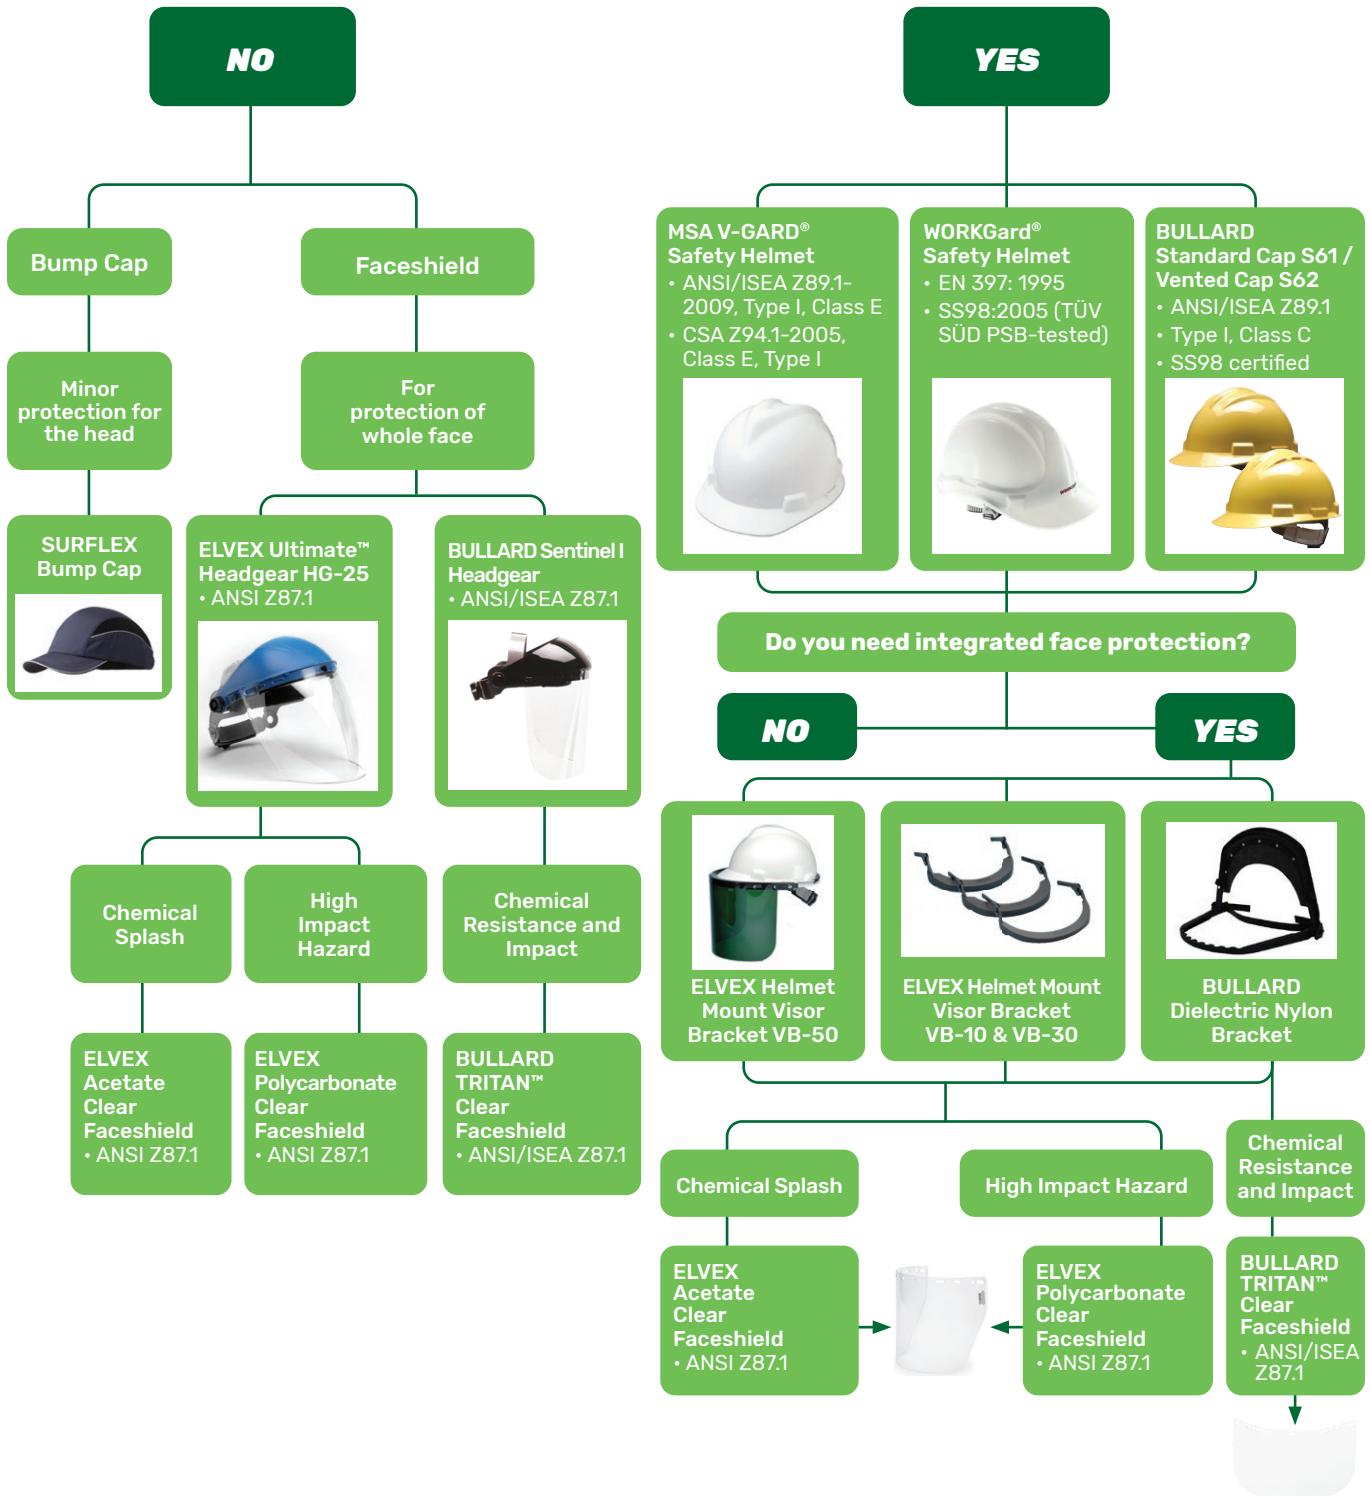 NO
YES
Bump Cap
Faceshield
Minor
protection for
the head
For
protection of
whole face
SURFLEX
Bump Cap
ELVEX Ultimate™
Headgear HG-25
• ANSI Z87.1
BULLARD Sentinel I
Headgear
• ANSI/ISEA Z87.1
Chemical
Splash
High
Impact
Hazard
Chemical
Resistance and
Impact
ELVEX
Acetate
Clear
Faceshield
• ANSI Z87.1
ELVEX
Polycarbonate
Clear
Faceshield
• ANSI Z87.1
BULLARD
TRITAN™
Clear
Faceshield
• ANSI/ISEA Z87.1
MSA V-GARD®
Safety Helmet
• ANSI/ISEA Z89.1-
2009, Type I, Class E
• CSA Z94.1-2005,
Class E, Type I
WORKGard®
Safety Helmet
• EN 397: 1995
• SS98:2005 (TÜV
SÜD PSB-tested)
BULLARD
Standard Cap S61 /
Vented Cap S62
• ANSI/ISEA Z89.1
• Type I, Class C
• SS98 certified
Do you need integrated face protection?
NO
YES
ELVEX Helmet
Mount Visor
Bracket VB-50
ELVEX Helmet Mount
Visor Bracket
VB-10 & VB-30
BULLARD
Dielectric Nylon
Bracket
Chemical Splash
High Impact Hazard
Chemical
Resistance
and Impact
ELVEX
Acetate
Clear
Faceshield
• ANSI Z87.1
ELVEX
Polycarbonate
Clear
Faceshield
• ANSI Z87.1
BULLARD
TRITAN™
Clear
Faceshield
• ANSI/ISEA
Z87.1